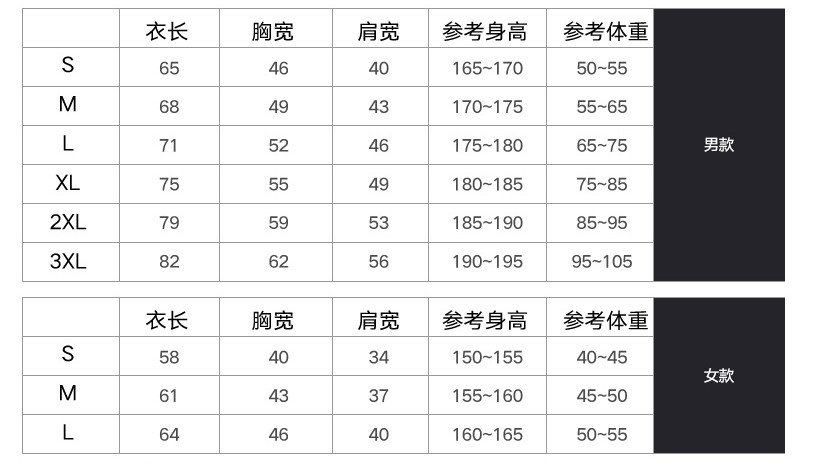 衣长 胸宽 肩宽 参考身高 参考体重
S 65 46 40 165~170 50~55
M 68 49 43 170~175 55~65
L 71 52 46 175~180 65~75
XL 75 55 49 180~185 75~85
2XL 79 59 53 185~190 85~95
3XL 82 62 56 190~195 95~105
男款
衣长 胸宽 肩宽 参考身高 参考体重
S 58 40 34 150~155 40~45
M 61 43 37 155~160 45~50
L 64 46 40 160~165 50~55
女款